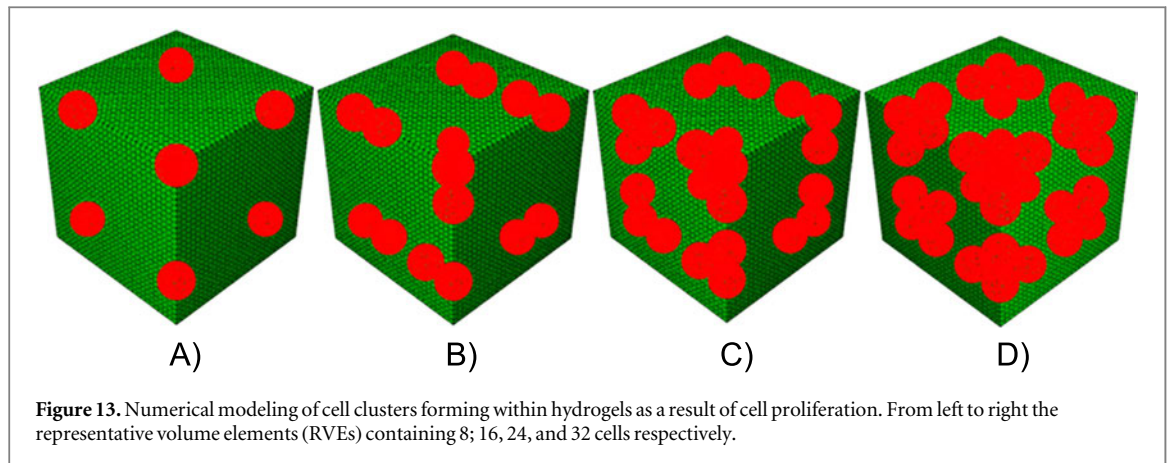 A) B) C) D)
Figure 13. Numerical modeling of cell clusters forming within hydrogels as a result of cell proliferation. From left to right the
representative volume elements (RVEs) containing 8; 16, 24, and 32 cells respectively.